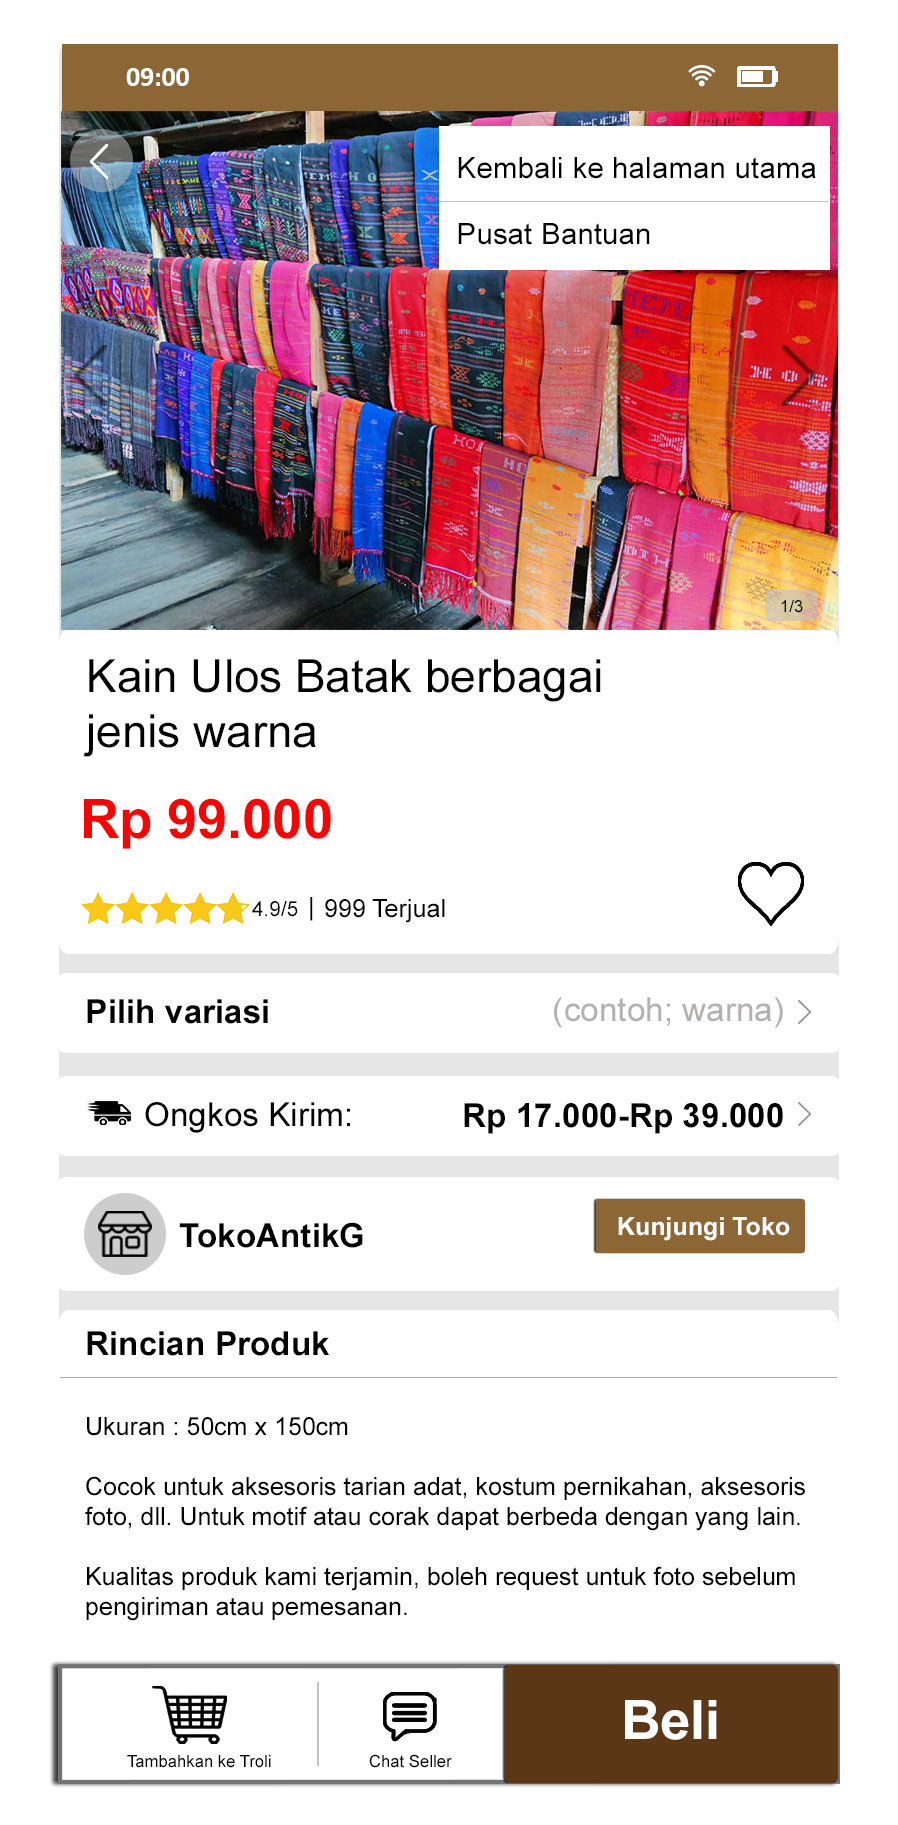 09:00
Kembali ke halaman utama
Pusat Bantuan
1/3
Kain Ulos Batak berbagai
jenis warna
Rp 99.000
4.9/5 | 999 Terjual
Pilih variasi (contoh; warna)
Ongkos Kirim: Rp 17.000-Rp 39.000
TokoAntikG
Kunjungi Toko
Rincian Produk
Ukuran : 50cm x 150cm
Cocok untuk aksesoris tarian adat, kostum pernikahan, aksesoris
foto, dll. Untuk motif atau corak dapat berbeda dengan yang lain.
Kualitas produk kami terjamin, boleh request untuk foto sebelum
pengiriman atau pemesanan.
Tambahkan ke Troli
Chat Seller
Beli